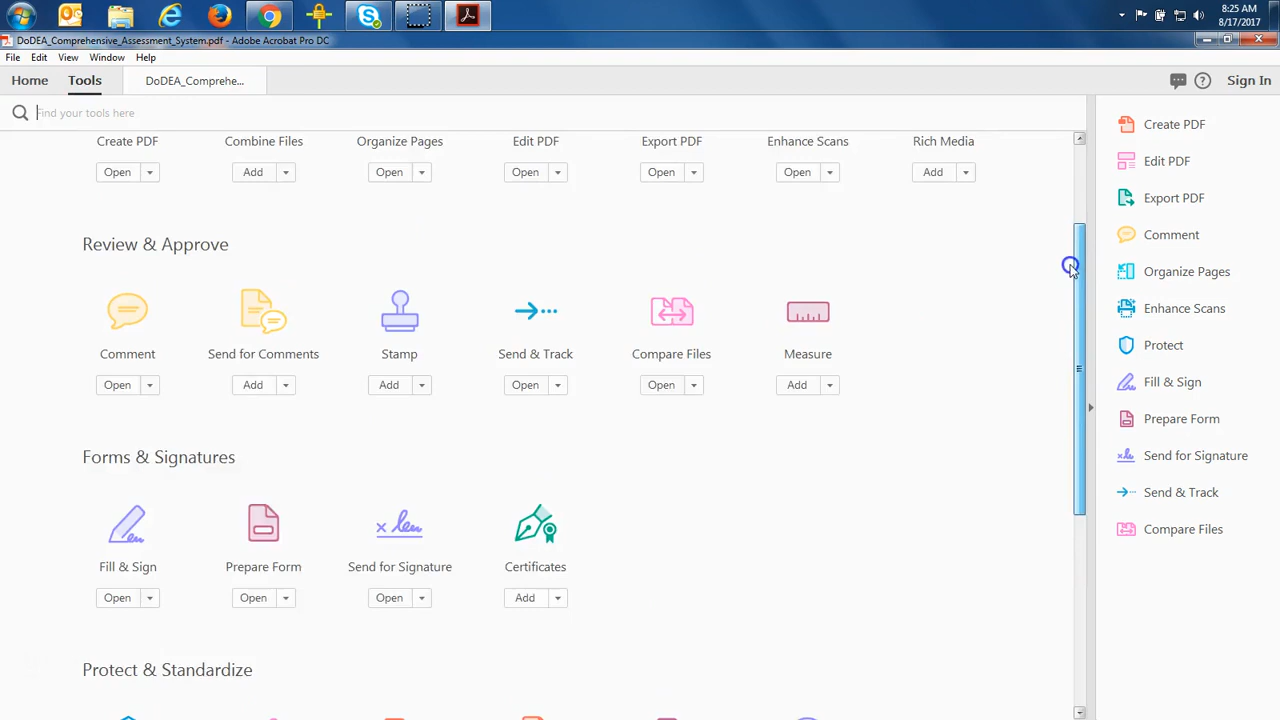 8:25 AM
8/17/2017
DoDEA_Comprehensive_Assessment_System.pdf - Adobe Acrobat Pro DC
File Edit View Window Help
Home Tools DoDEA_Comprehe... Sign In
Find your tools here
Create PDF Combine Files Organize Pages Edit PDF Export PDF Enhance Scans Rich Media
Open Add Open Open Open Open Add
Review & Approve
Comment Send for Comments Stamp Send & Track Compare Files Measure
Open Add Add Open Open Add
Forms & Signatures
Fill & Sign Prepare Form Send for Signature Certificates
Open Open Open Add
Protect & Standardize
Create PDF
Edit PDF
Export PDF
Comment
Organize Pages
Enhance Scans
Protect
Fill & Sign
Prepare Form
Send for Signature
Send & Track
Compare Files